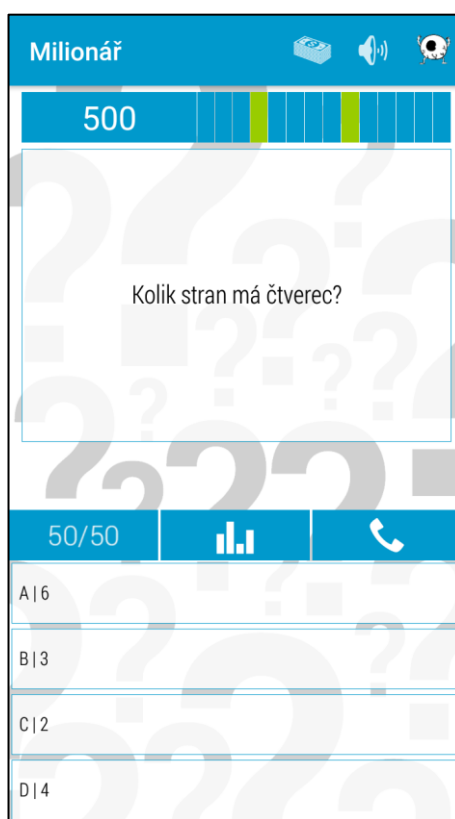 Milionář
500
Kolik stran má čtverec?
50/50
A|6
B|3
C|2
D|4